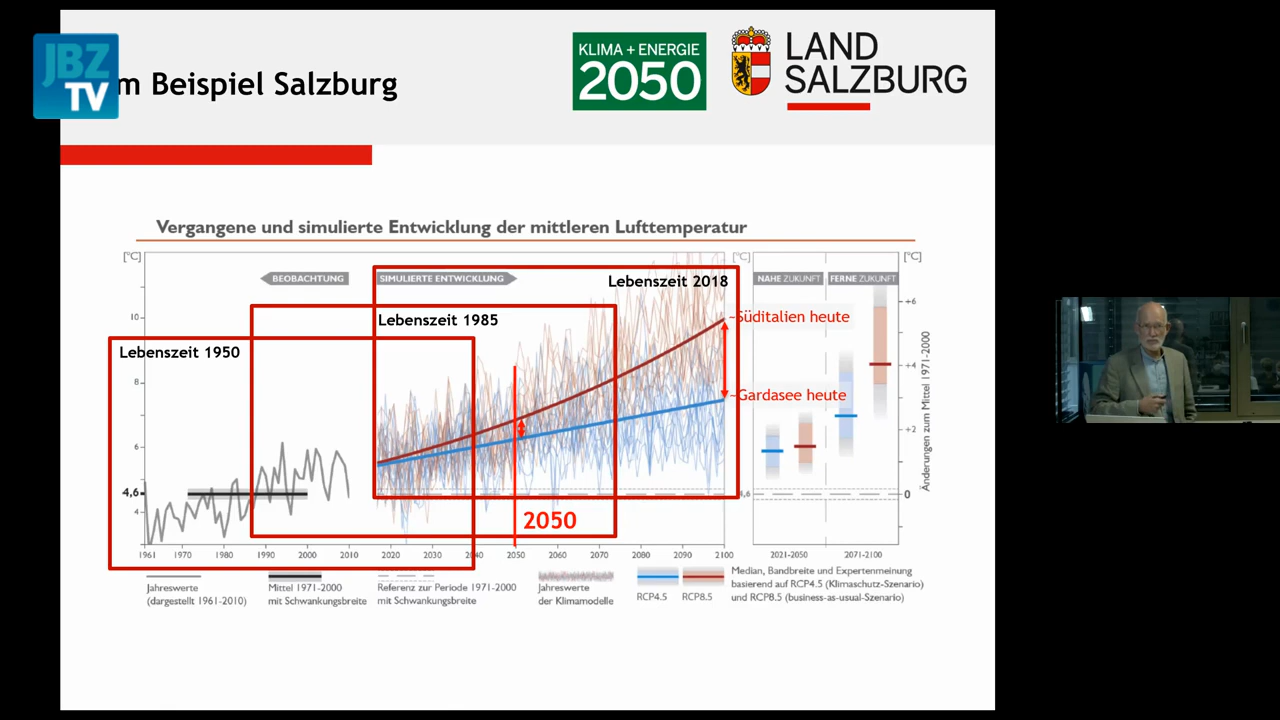 JBZ
TV
m Beispiel Salzburg
KLIMA + ENERGIE
2050
LAND
SALZBURG
Vergangene und simulierte Entwicklung der mittleren Lufttemperatur
[°C]
[°C]
[°C]
BEOBACHTUNG
SIMULIERTE ENTWICKLUNG
NAHE ZUKUNFT
FERNE ZUKUNFT
Lebenszeit 2018
Lebenszeit 1985
Lebenszeit 1950
~Süditalien heute
~Gardasee heute
10
8
6
4,6
4
+6
+4
+2
0
Änderungen zum Mittel 1971-2000
2050
1961 1970 1980 1990 2000 2010 2020 2030 2040 2050 2060 2070 2080 2090 2100
2021-2050 2071-2100
Jahreswerte
(dargestellt 1961-2010)
Mittel 1971-2000
mit Schwankungsbreite
Referenz zur Periode 1971-2000
mit Schwankungsbreite
Jahreswerte
der Klimamodelle
RCP4.5 RCP8.5
Median, Bandbreite und Expertenmeinung
basierend auf RCP4.5 (Klimaschutz-Szenario)
und RCP8.5 (business-as-usual-Szenario)